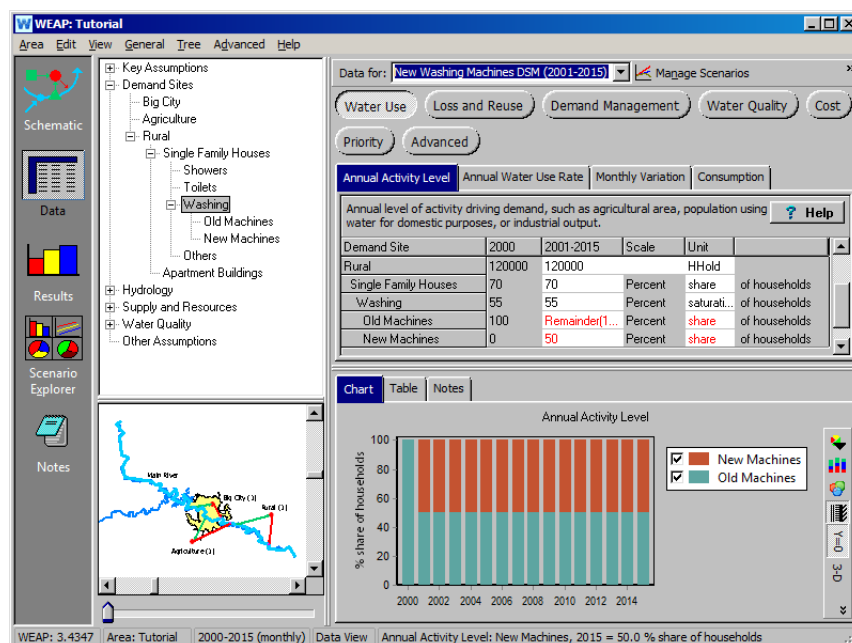 WEAP: Tutorial
Area Edit View General Tree Advanced Help
Schematic
Data
Results
Scenario
Explorer
Notes
Key Assumptions
Demand Sites
Big City
Agriculture
Rural
Single Family Houses
Showers
Toilets
Washing
Old Machines
New Machines
Others
Apartment Buildings
Hydrology
Supply and Resources
Water Quality
Other Assumptions
Main River
Big City (1)
Rural (1)
Agriculture (1)
Data for: New Washing Machines DSM (2001-2015) Manage Scenarios »
Water Use Loss and Reuse Demand Management Water Quality Cost
Priority Advanced
Annual Activity Level Annual Water Use Rate Monthly Variation Consumption
Annual level of activity driving demand, such as agricultural area, population using
water for domestic purposes, or industrial output.
? Help
Demand Site 2000 2001-2015 Scale Unit
Rural 120000 120000 HHold
Single Family Houses 70 70 Percent share of households
Washing 55 55 Percent saturati... of households
Old Machines 100 Remainder(1... Percent share of households
New Machines 0 50 Percent share of households
Chart Table Notes
Annual Activity Level
% share of households
100
80
60
40
20
0
2000 2002 2004 2006 2008 2010 2012 2014
New Machines
Old Machines
Y=0
3-D
WEAP: 3.4347 Area: Tutorial 2000-2015 (monthly) Data View Annual Activity Level: New Machines, 2015 = 50.0 % share of households